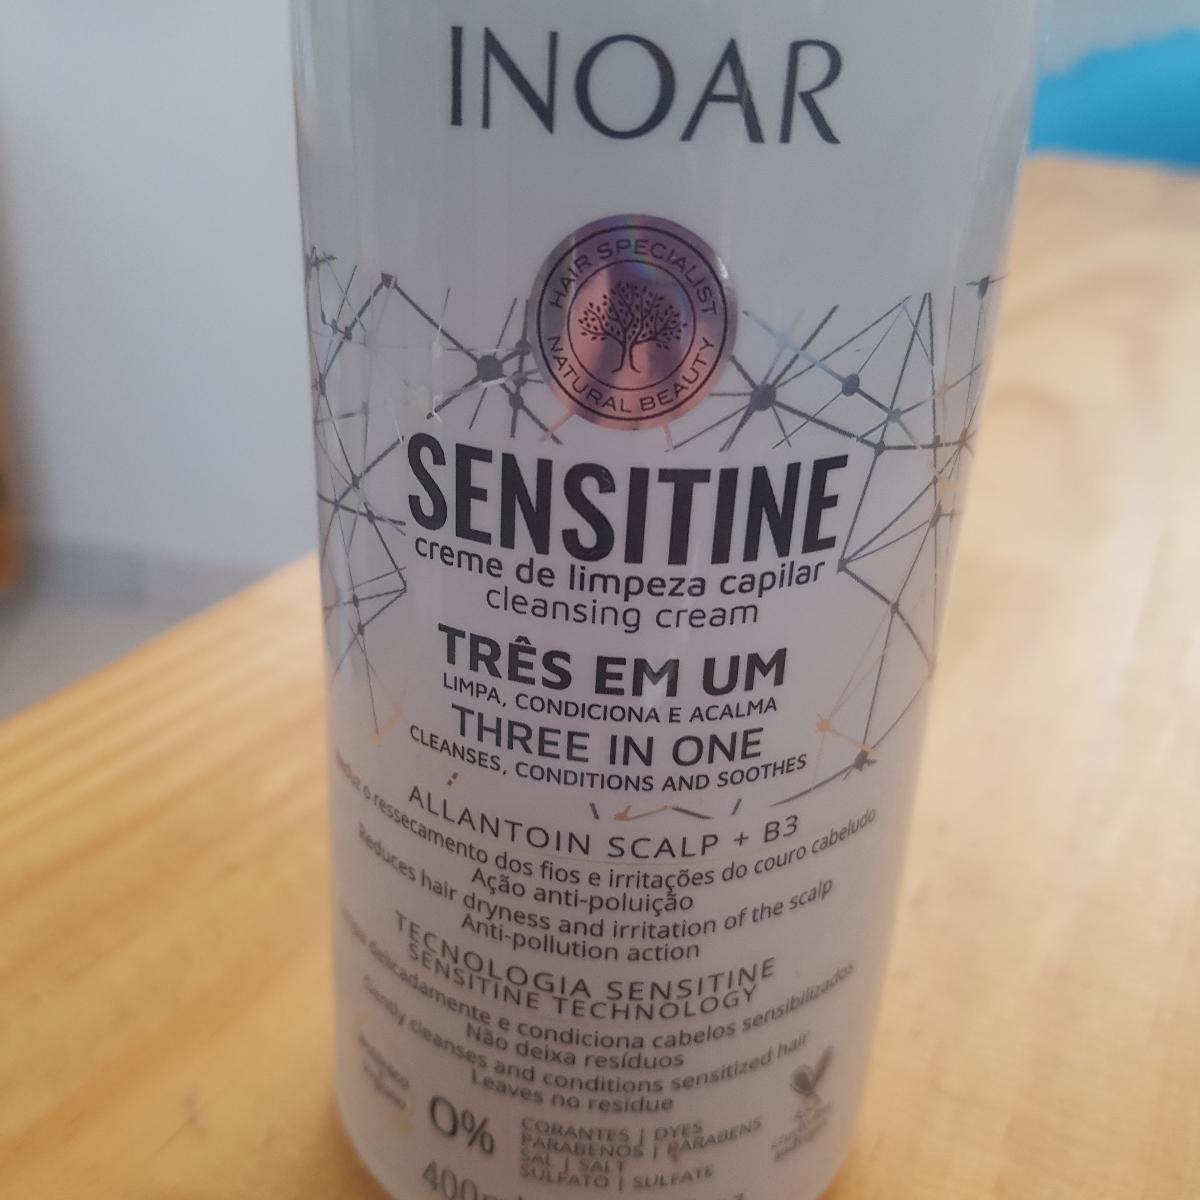 INOAR
HAIR SPECIALIST
NATURAL BEAUTY
SENSITINE
creme de limpeza capilar
cleansing cream
TRÊS EM UM
LIMPA, CONDICIONA E ACALMA
THREE IN ONE
CLEANSES, CONDITIONS AND SOOTHES
ALLANTOIN SCALP + B3
o ressecamento dos fios e irritações do couro cabeludo
Ação anti-poluição
Reduces hair dryness and irritation of the scalp
Anti-pollution action
TECNOLOGIA SENSITINE
SENSITINE TECHNOLOGY
delicadamente e condiciona cabelos sensibilizados
Não deixa resíduos
Gently cleanses and conditions sensitized hair
Leaves no residue
0%
CORANTES | DYES
PARABENOS | PARABENS
SAL | SALT
SULFATO | SULFATE
400